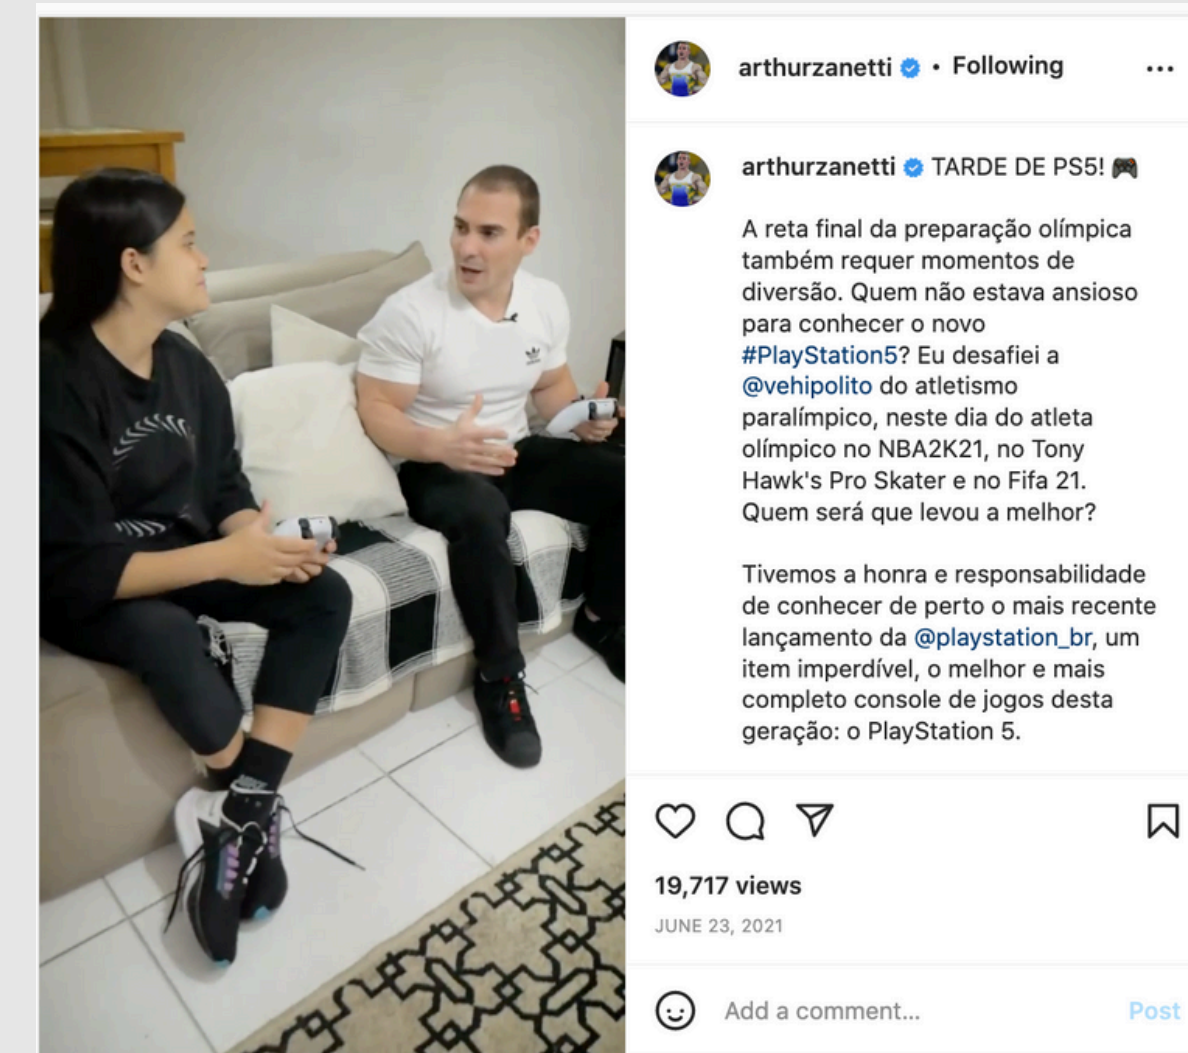 arthurzanetti • Following
arthurzanetti TARDE DE PS5! 🎮
A reta final da preparação olímpica
também requer momentos de
diversão. Quem não estava ansioso
para conhecer o novo
#PlayStation5? Eu desafiei a
@vehipolito do atletismo
paralímpico, neste dia do atleta
olímpico no NBA2K21, no Tony
Hawk's Pro Skater e no Fifa 21.
Quem será que levou a melhor?
Tivemos a honra e responsabilidade
de conhecer de perto o mais recente
lançamento da @playstation_br, um
item imperdível, o melhor e mais
completo console de jogos desta
geração: o PlayStation 5.
19,717 views
JUNE 23, 2021
Add a comment... Post